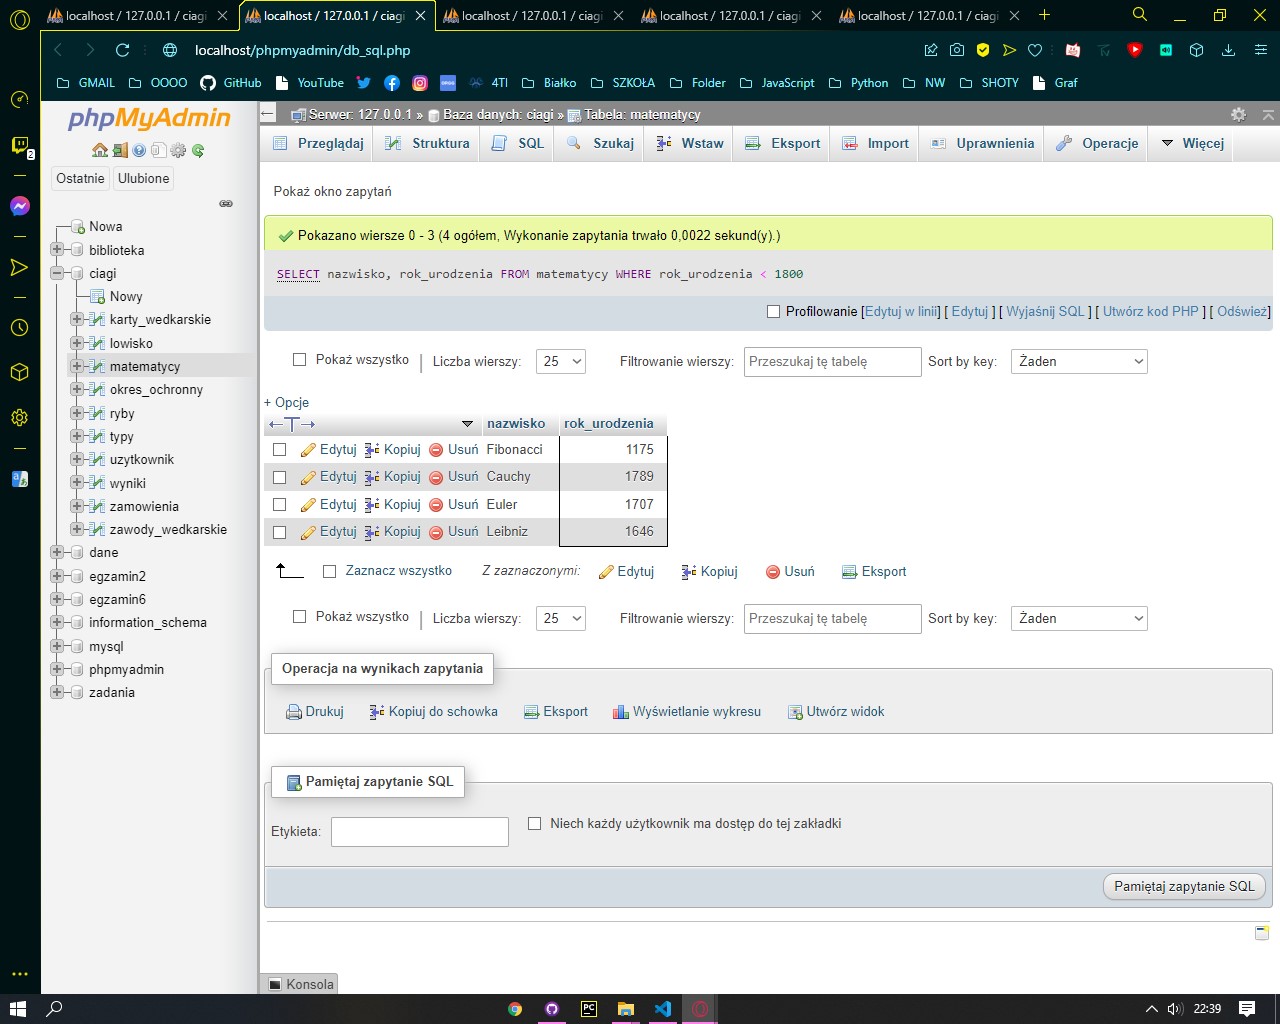 localhost / 127.0.0.1 / ciagi
localhost / 127.0.0.1 / ciagi
localhost / 127.0.0.1 / ciagi
localhost / 127.0.0.1 / ciagi
localhost / 127.0.0.1 / ciagi
localhost/phpmyadmin/db_sql.php
GMAIL OOOO GitHub YouTube 4TI Białko SZKOŁA Folder JavaScript Python NW SHOTY Graf
2
phpMyAdmin
Ostatnie Ulubione
Nowa
biblioteka
ciagi
Nowy
karty_wedkarskie
lowisko
matematycy
okres_ochronny
ryby
typy
uzytkownik
wyniki
zamowienia
zawody_wedkarskie
dane
egzamin2
egzamin6
information_schema
mysql
phpmyadmin
zadania
Serwer: 127.0.0.1 » Baza danych: ciagi » Tabela: matematycy
Przeglądaj Struktura SQL Szukaj Wstaw Eksport Import Uprawnienia Operacje Więcej
Pokaż okno zapytań
Pokazano wiersze 0 - 3 (4 ogółem, Wykonanie zapytania trwało 0,0022 sekund(y).)
SELECT nazwisko, rok_urodzenia FROM matematycy WHERE rok_urodzenia < 1800
Profilowanie [Edytuj w linii] [ Edytuj ] [ Wyjaśnij SQL ] [ Utwórz kod PHP ] [ Odśwież]
Pokaż wszystko Liczba wierszy: 25 Filtrowanie wierszy: Przeszukaj tę tabelę Sort by key: Żaden
+ Opcje
nazwisko rok_urodzenia
Edytuj Kopiuj Usuń Fibonacci 1175
Edytuj Kopiuj Usuń Cauchy 1789
Edytuj Kopiuj Usuń Euler 1707
Edytuj Kopiuj Usuń Leibniz 1646
Zaznacz wszystko Z zaznaczonymi: Edytuj Kopiuj Usuń Eksport
Pokaż wszystko Liczba wierszy: 25 Filtrowanie wierszy: Przeszukaj tę tabelę Sort by key: Żaden
Operacja na wynikach zapytania
Drukuj Kopiuj do schowka Eksport Wyświetlanie wykresu Utwórz widok
Pamiętaj zapytanie SQL
Etykieta: Niech każdy użytkownik ma dostęp do tej zakładki
Pamiętaj zapytanie SQL
Konsola
PC
22:39